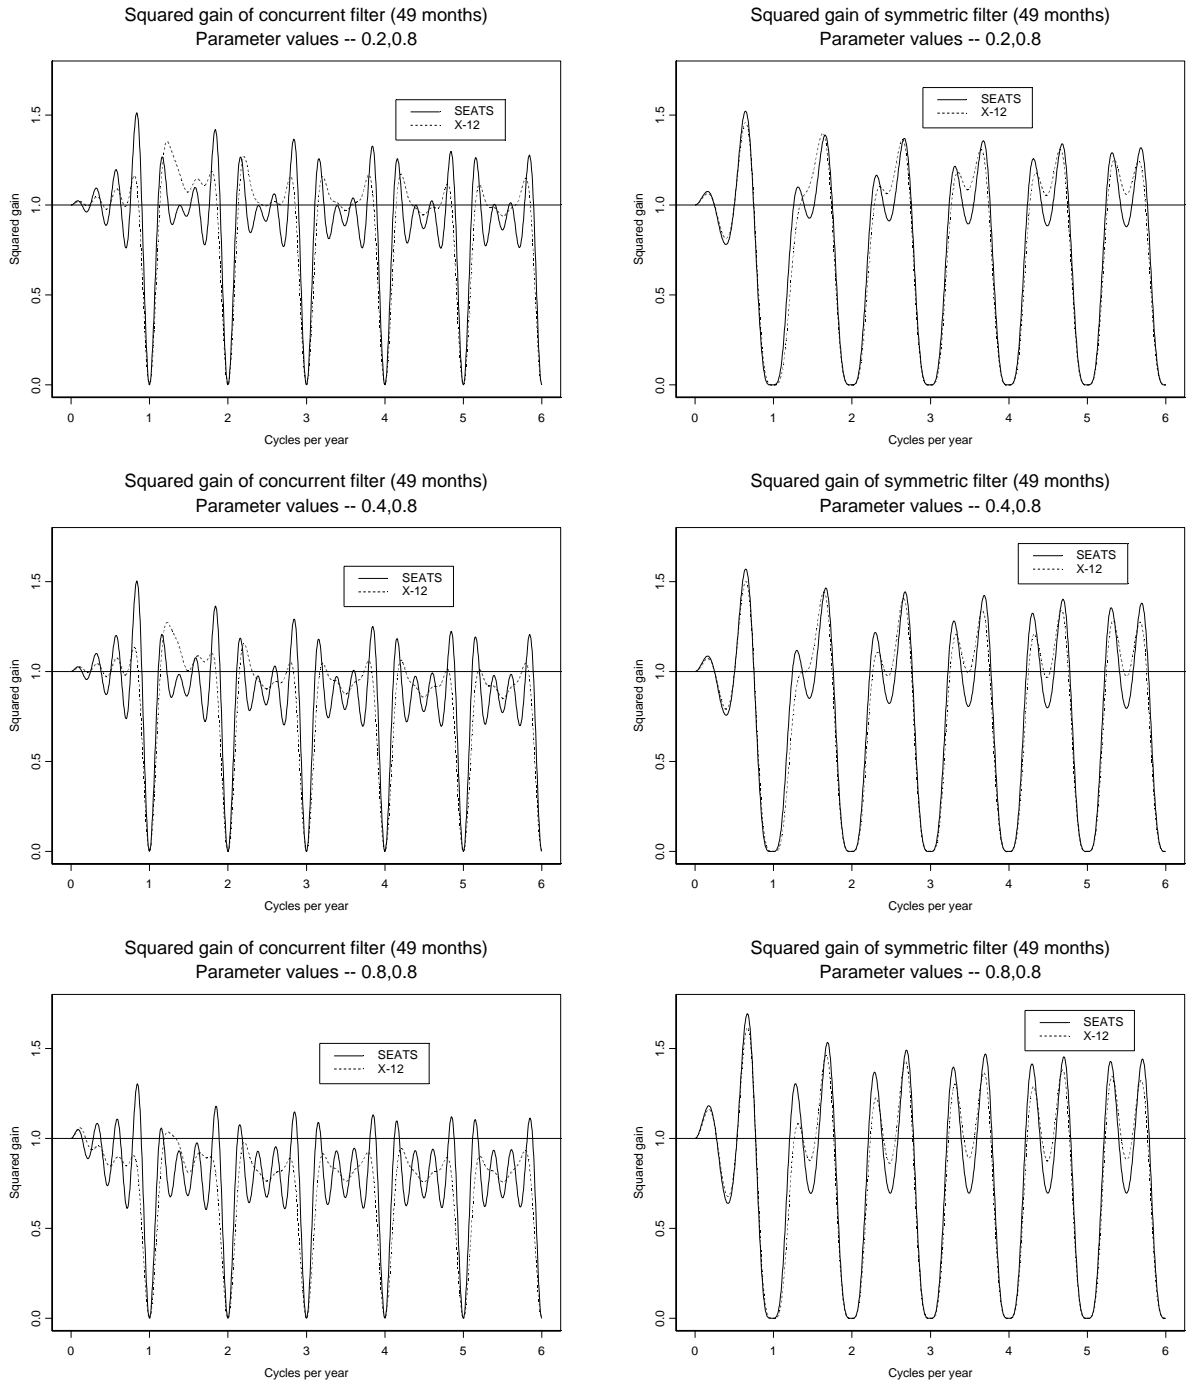 Squared gain of concurrent filter (49 months)
Parameter values -- 0.2,0.8
SEATS
X-12
Squared gain
0.0
0.5
1.0
1.5
0 1 2 3 4 5 6
Cycles per year
Squared gain of symmetric filter (49 months)
Parameter values -- 0.2,0.8
SEATS
X-12
Squared gain
0.0
0.5
1.0
1.5
0 1 2 3 4 5 6
Cycles per year
Squared gain of concurrent filter (49 months)
Parameter values -- 0.4,0.8
SEATS
X-12
Squared gain
0.0
0.5
1.0
1.5
0 1 2 3 4 5 6
Cycles per year
Squared gain of symmetric filter (49 months)
Parameter values -- 0.4,0.8
SEATS
X-12
Squared gain
0.0
0.5
1.0
1.5
0 1 2 3 4 5 6
Cycles per year
Squared gain of concurrent filter (49 months)
Parameter values -- 0.8,0.8
SEATS
X-12
Squared gain
0.0
0.5
1.0
1.5
0 1 2 3 4 5 6
Cycles per year
Squared gain of symmetric filter (49 months)
Parameter values -- 0.8,0.8
SEATS
X-12
Squared gain
0.0
0.5
1.0
1.5
0 1 2 3 4 5 6
Cycles per year